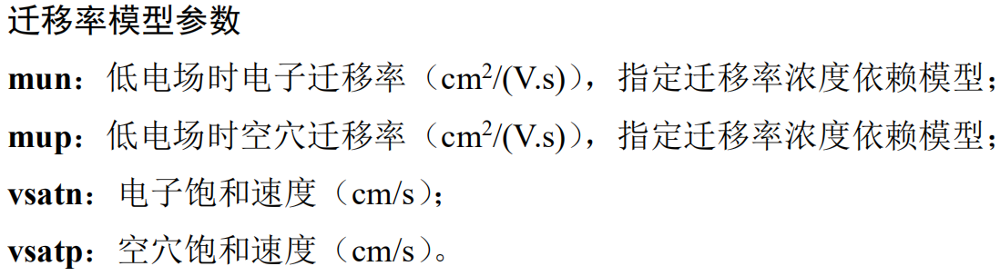 迁移率模型参数
mun：低电场时电子迁移率（cm²/(V.s)），指定迁移率浓度依赖模型；
mup：低电场时空穴迁移率（cm²/(V.s)），指定迁移率浓度依赖模型；
vsatn：电子饱和速度（cm/s）；
vsatp：空穴饱和速度（cm/s）。